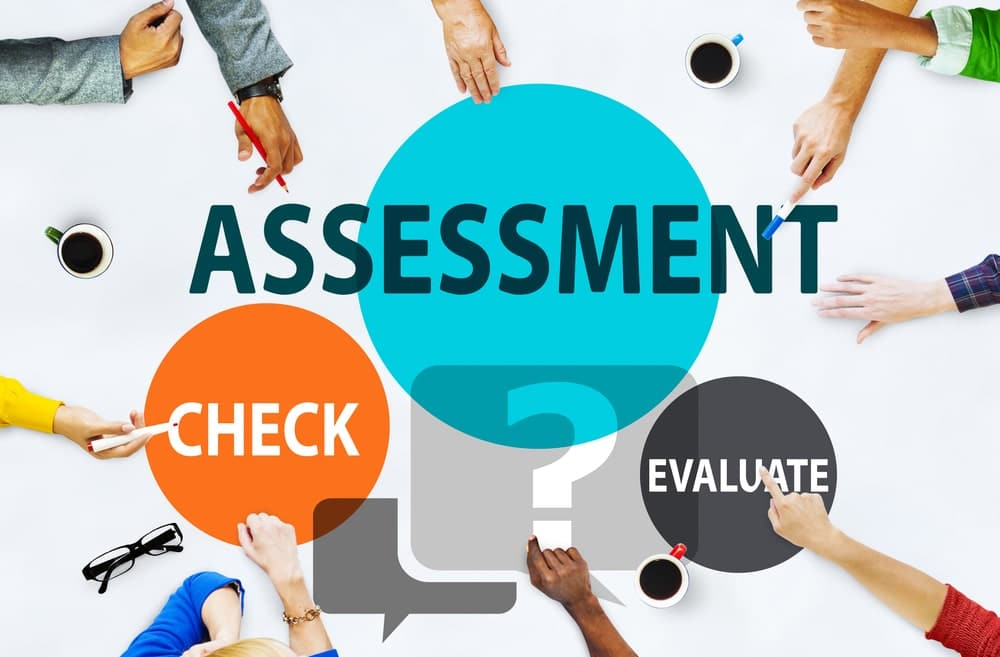 ASSESSMENT
CHECK
?
EVALUATE